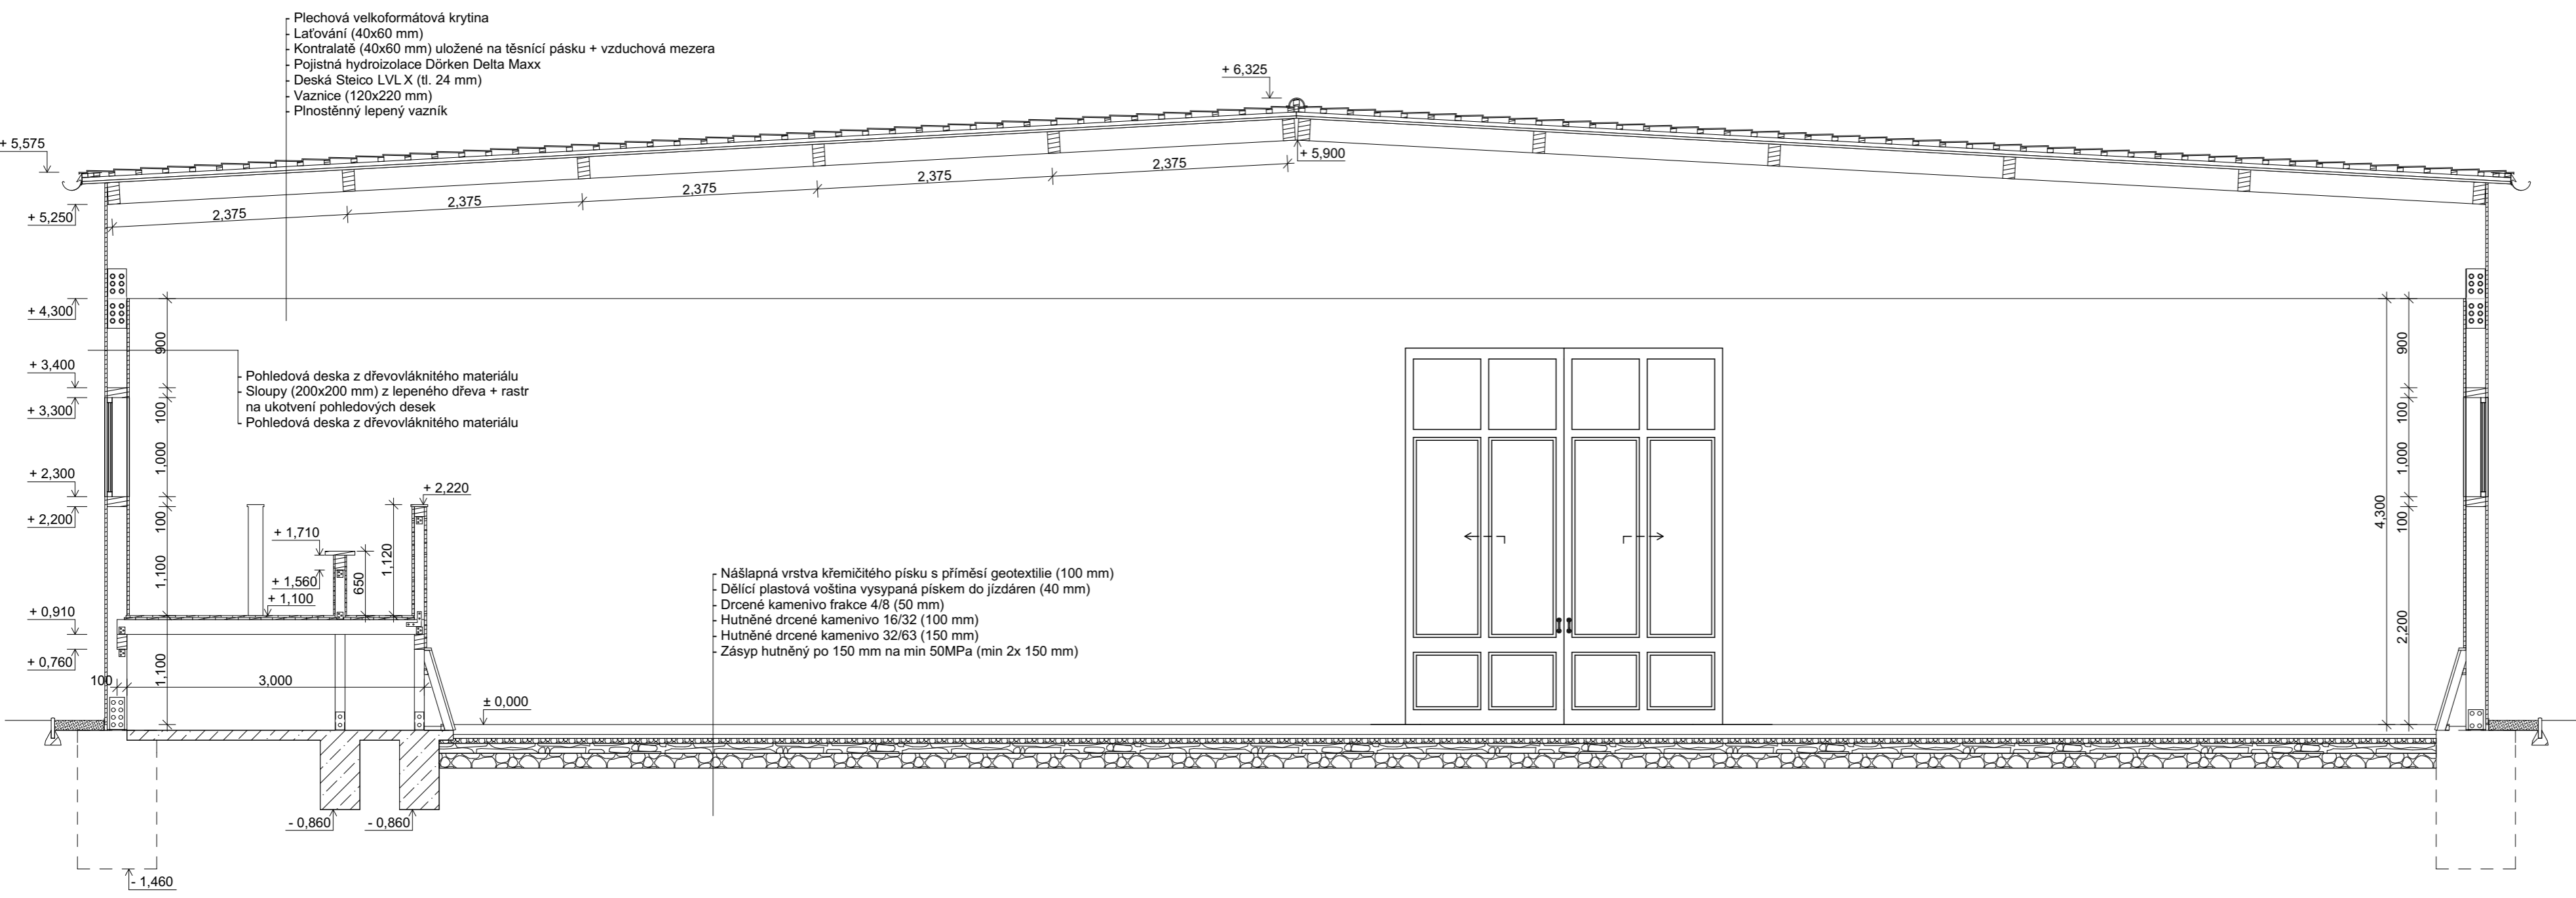 - Plechová velkoformátová krytina
- Laťování (40x60 mm)
- Kontralatě (40x60 mm) uložené na těsnící pásku + vzduchová mezera
- Pojistná hydroizolace Dörken Delta Maxx
- Deská Steico LVL X (tl. 24 mm)
- Vaznice (120x220 mm)
- Plnostěnný lepený vazník
+ 6,325
+ 5,575
+ 5,900
2,375
2,375
2,375
2,375
2,375
+ 5,250
+ 4,300
900
+ 3,400
- Pohledová deska z dřevovláknitého materiálu
- Sloupy (200x200 mm) z lepeného dřeva + rastr
na ukotvení pohledových desek
- Pohledová deska z dřevovláknitého materiálu
+ 3,300
100
1,000
+ 2,300
+ 2,200
100
+ 2,220
+ 1,710
1,120
650
1,100
+ 1,560
+ 1,100
+ 0,910
+ 0,760
1,100
100
3,000
± 0,000
- Nášlapná vrstva křemičitého písku s příměsí geotextilie (100 mm)
- Dělící plastová voština vysypaná pískem do jízdáren (40 mm)
- Drcené kamenivo frakce 4/8 (50 mm)
- Hutněné drcené kamenivo 16/32 (100 mm)
- Hutněné drcené kamenivo 32/63 (150 mm)
- Zásyp hutněný po 150 mm na min 50MPa (min 2x 150 mm)
900
100
1,000
4,300
100
2,200
- 0,860
- 0,860
- 1,460